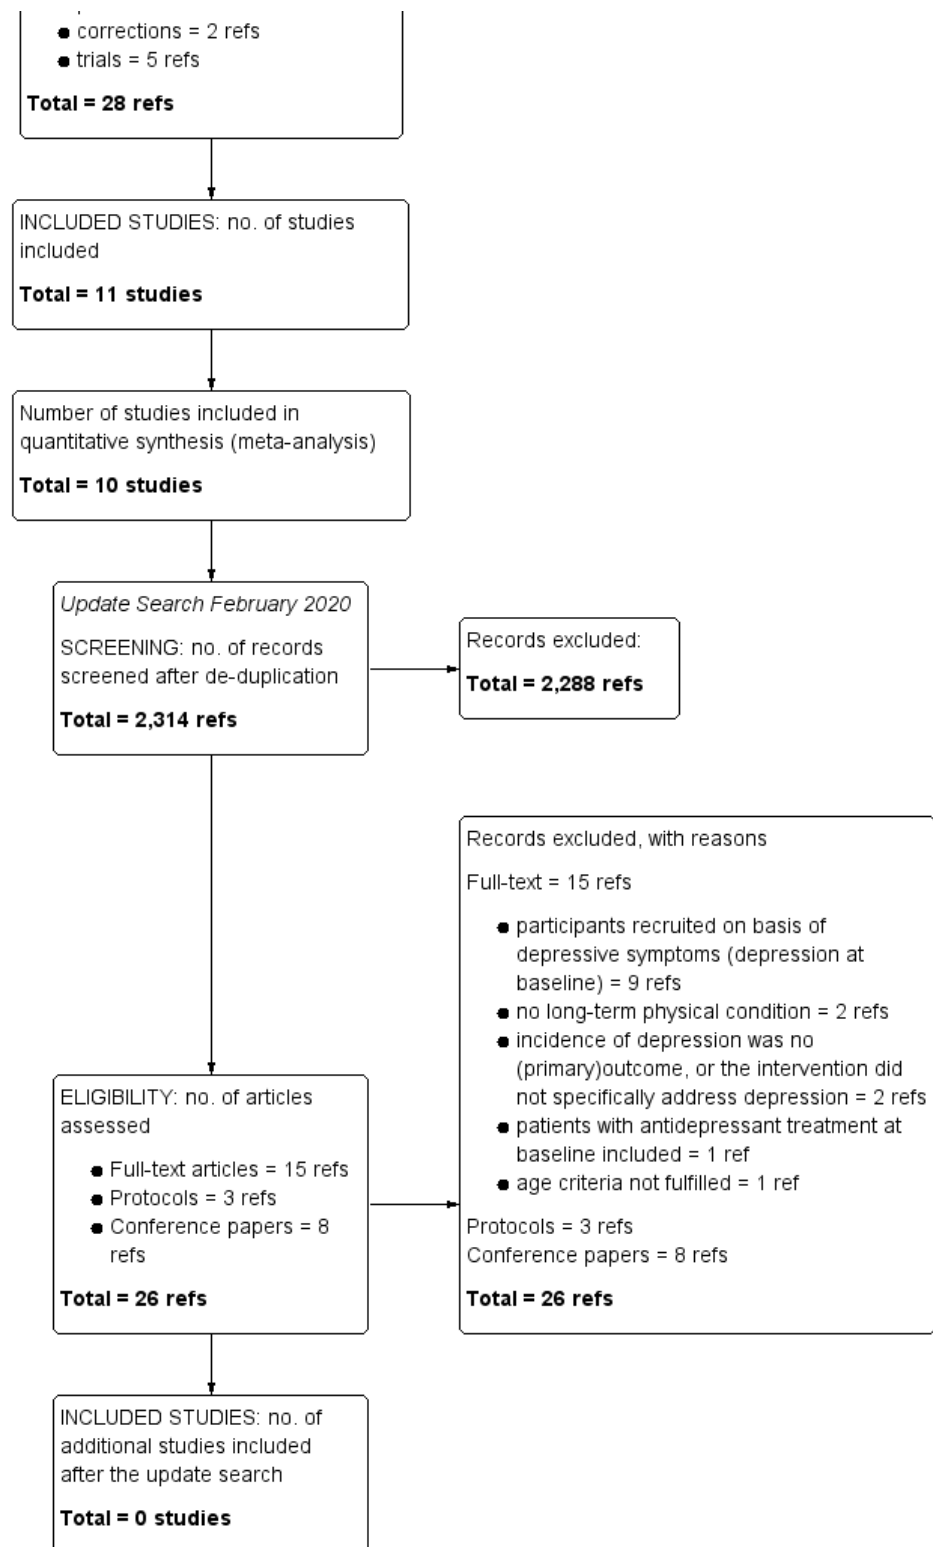 ● corrections = 2 refs
● trials = 5 refs
Total = 28 refs
INCLUDED STUDIES: no. of studies
included
Total = 11 studies
Number of studies included in
quantitative synthesis (meta-analysis)
Total = 10 studies
Update Search February 2020
SCREENING: no. of records
screened after de-duplication
Total = 2,314 refs
Records excluded:
Total = 2,288 refs
Records excluded, with reasons
Full-text = 15 refs
● participants recruited on basis of
depressive symptoms (depression at
baseline) = 9 refs
● no long-term physical condition = 2 refs
● incidence of depression was no
(primary)outcome, or the intervention did
not specifically address depression = 2 refs
● patients with antidepressant treatment at
baseline included = 1 ref
● age criteria not fulfilled = 1 ref
Protocols = 3 refs
Conference papers = 8 refs
Total = 26 refs
ELIGIBILITY: no. of articles
assessed
● Full-text articles = 15 refs
● Protocols = 3 refs
● Conference papers = 8
refs
Total = 26 refs
INCLUDED STUDIES: no. of
additional studies included
after the update search
Total = 0 studies